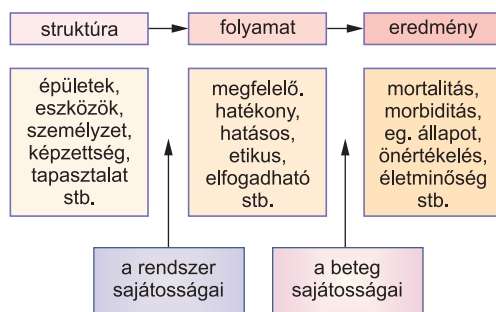 struktúra
folyamat
eredmény
épületek,
eszközök,
személyzet,
képzettség,
tapasztalat
stb.
megfelelő.
hatékony,
hatásos,
etikus,
elfogadható
stb.
mortalitás,
morbiditás,
eg. állapot,
önértékelés,
életminőség
stb.
a rendszer
sajátosságai
a beteg
sajátosságai